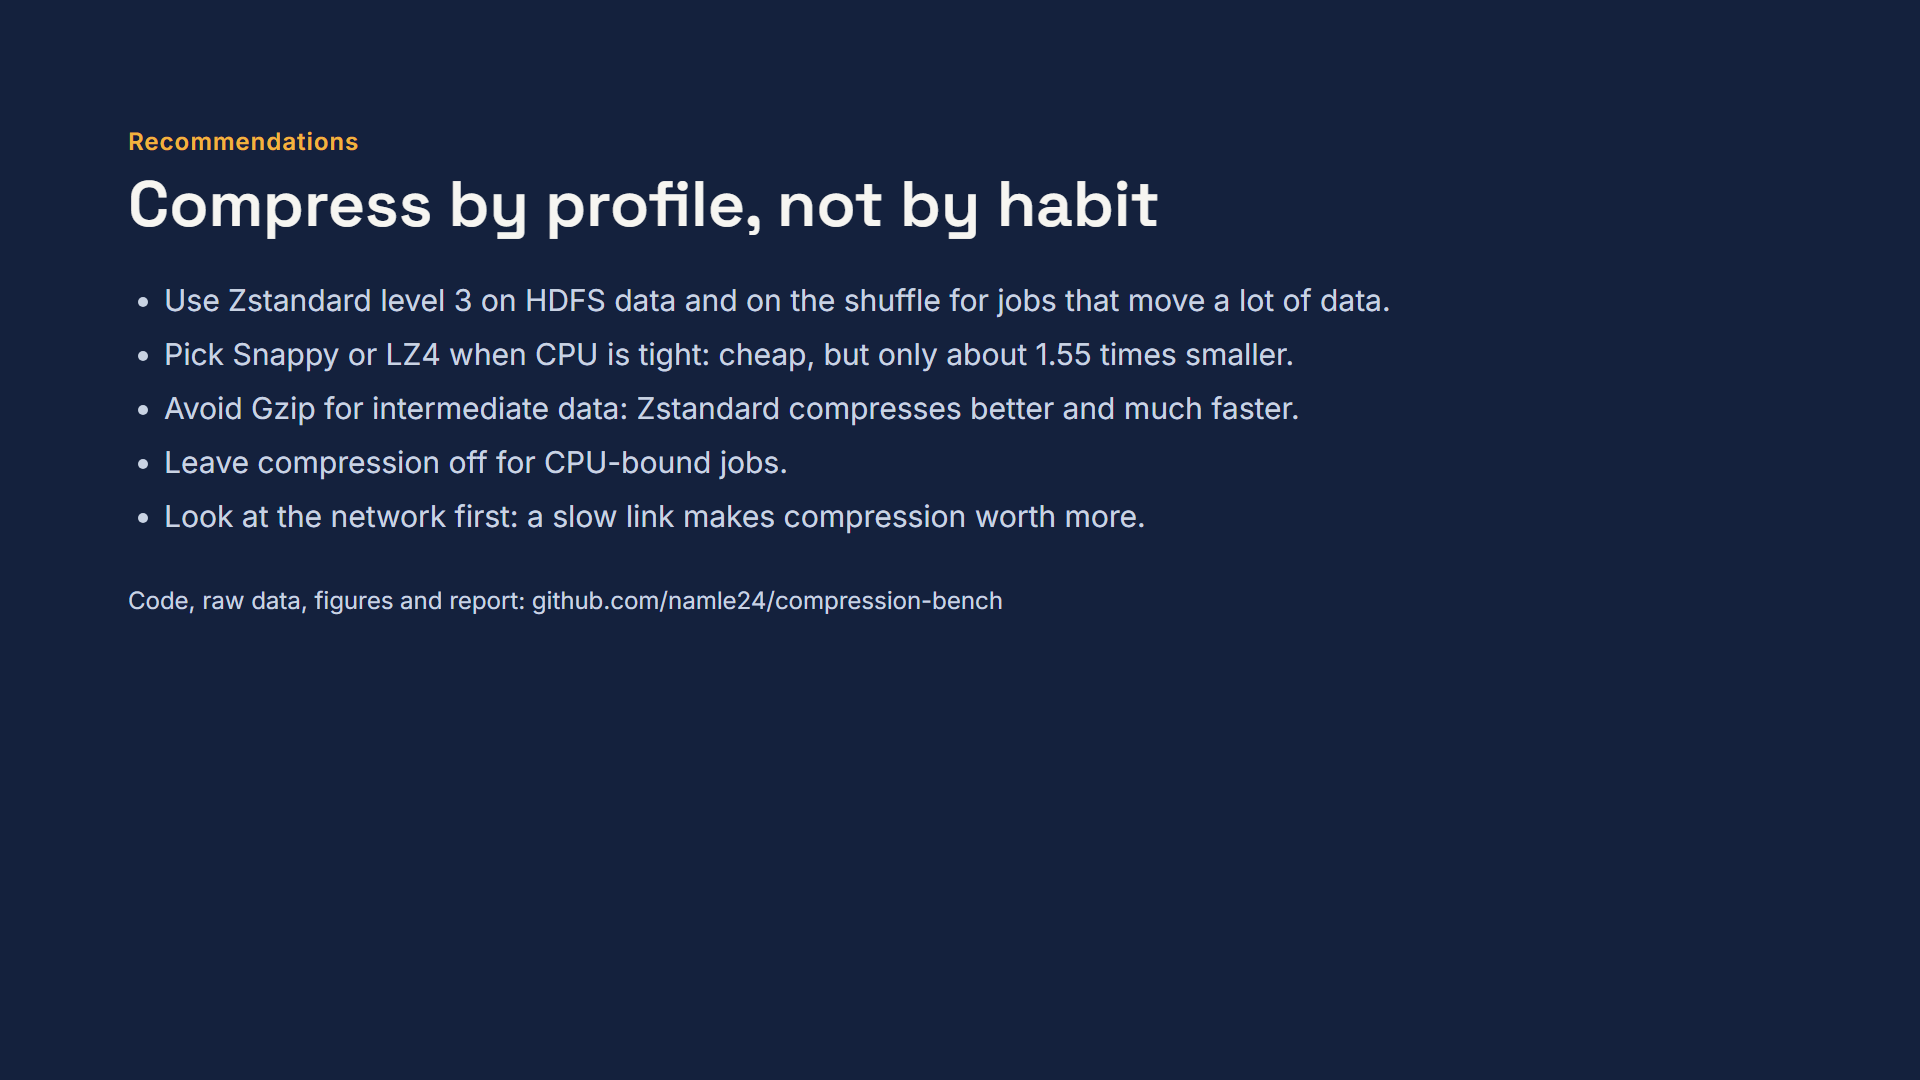 Recommendations
Compress by profile, not by habit
• Use Zstandard level 3 on HDFS data and on the shuffle for jobs that move a lot of data.
• Pick Snappy or LZ4 when CPU is tight: cheap, but only about 1.55 times smaller.
• Avoid Gzip for intermediate data: Zstandard compresses better and much faster.
• Leave compression off for CPU-bound jobs.
• Look at the network first: a slow link makes compression worth more.
Code, raw data, figures and report: github.com/namle24/compression-bench